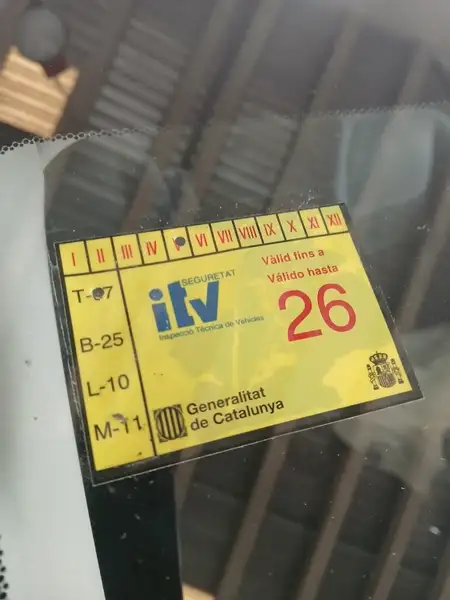 I II III IV VI VII VIII IX X XI XII
T-07
B-25
L-10
M-11
SEGURETAT
itv
Inspecció Tècnica de Vehicles
Vàlid fins a
Válido hasta
26
Generalitat
de Catalunya